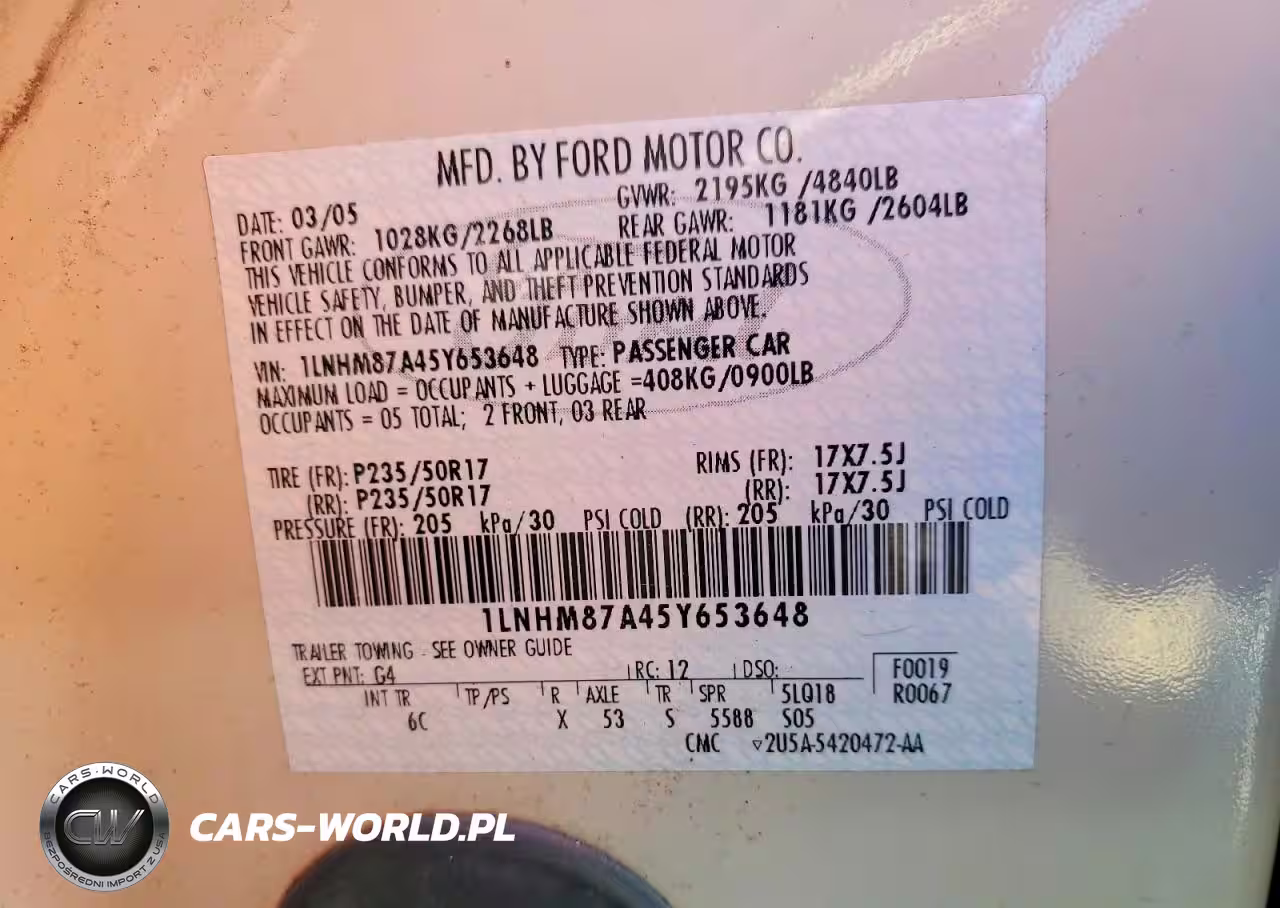 MFD. BY FORD MOTOR CO.
DATE: 03/05 GVWR: 2195KG /4840LB
FRONT GAWR: 1028KG/2268LB REAR GAWR: 1181KG /2604LB
THIS VEHICLE CONFORMS TO ALL APPLICABLE FEDERAL MOTOR
VEHICLE SAFETY, BUMPER, AND THEFT PREVENTION STANDARDS
IN EFFECT ON THE DATE OF MANUFACTURE SHOWN ABOVE.
VIN: 1LNHM87A45Y653648 TYPE: PASSENGER CAR
MAXIMUM LOAD = OCCUPANTS + LUGGAGE =408KG/0900LB
OCCUPANTS = 05 TOTAL; 2 FRONT, 03 REAR
TIRE (FR): P235/50R17 RIMS (FR): 17X7.5J
(RR): P235/50R17 (RR): 17X7.5J
PRESSURE (FR): 205 kPa/30 PSI COLD (RR): 205 kPa/30 PSI COLD
1LNHM87A45Y653648
TRAILER TOWING - SEE OWNER GUIDE
EXT PNT: G4 RC: 12 DSO: F0019
INT TR TP/PS R AXLE TR SPR 5LQ18 R0067
6C X 53 S 5588 S05
CMC ▿2U5A-5420472-AA
CARS-WORLD
CW
BEZPOŚREDNI IMPORT Z USA
CARS-WORLD.PL